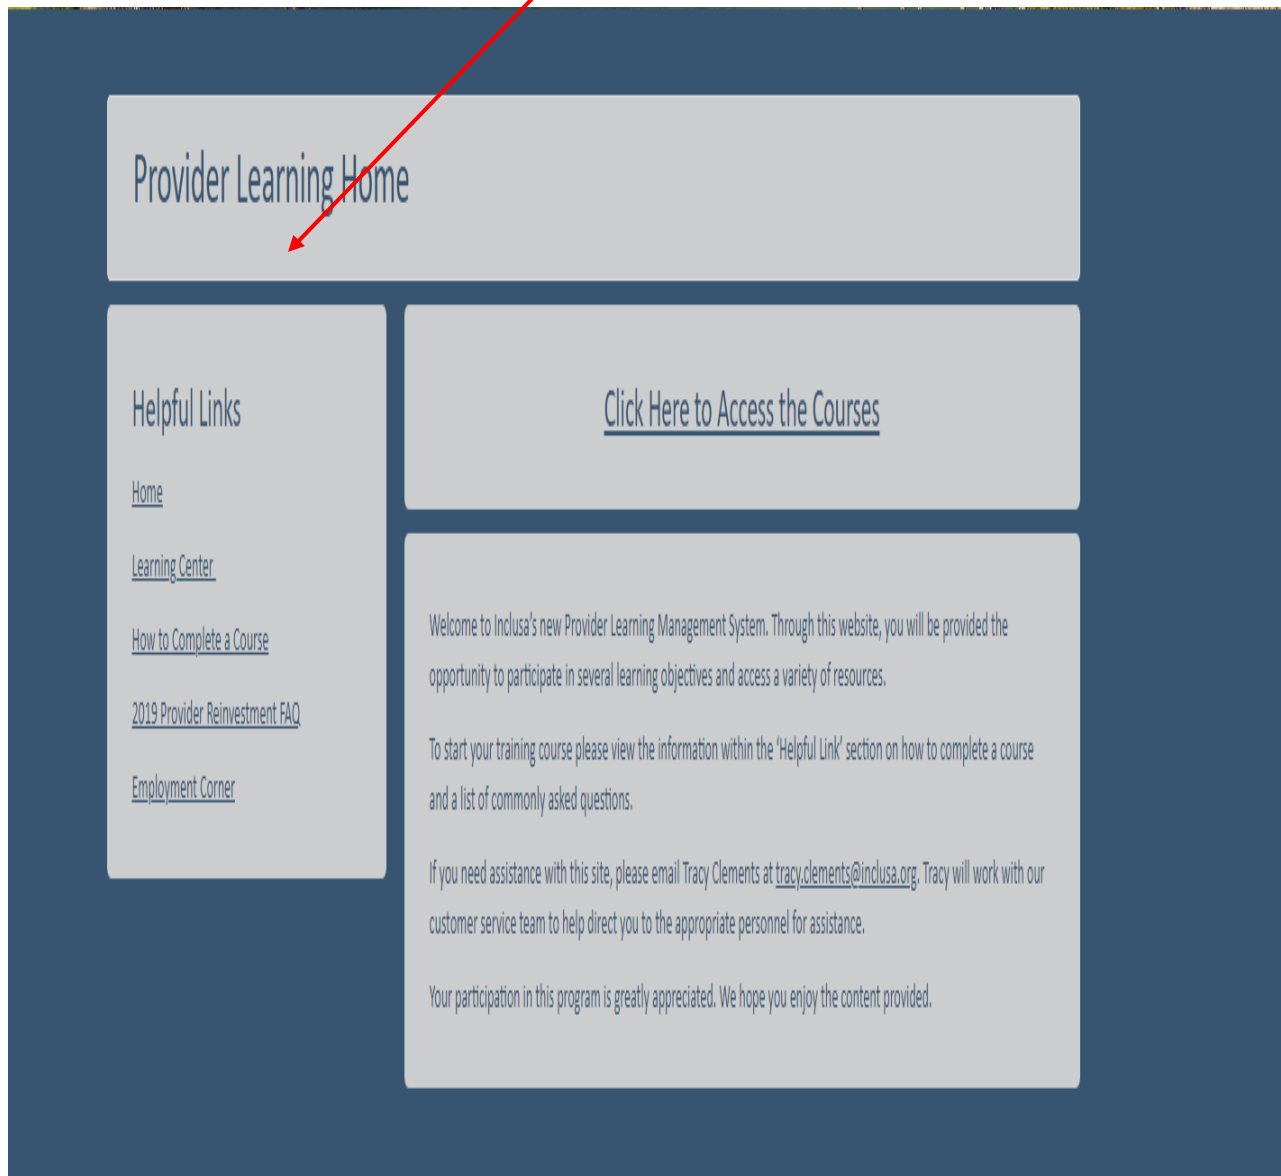 Provider Learning Home
Helpful Links
Home
Learning Center
How to Complete a Course
2019 Provider Reinvestment FAQ
Employment Corner
Click Here to Access the Courses
Welcome to Inclusa's new Provider Learning Management System. Through this website, you will be provided the
opportunity to participate in several learning objectives and access a variety of resources.
To start your training course please view the information within the 'Helpful Link' section on how to complete a course
and a list of commonly asked questions.
If you need assistance with this site, please email Tracy Clements at tracy.clements@inclusa.org. Tracy will work with our
customer service team to help direct you to the appropriate personnel for assistance.
Your participation in this program is greatly appreciated. We hope you enjoy the content provided.